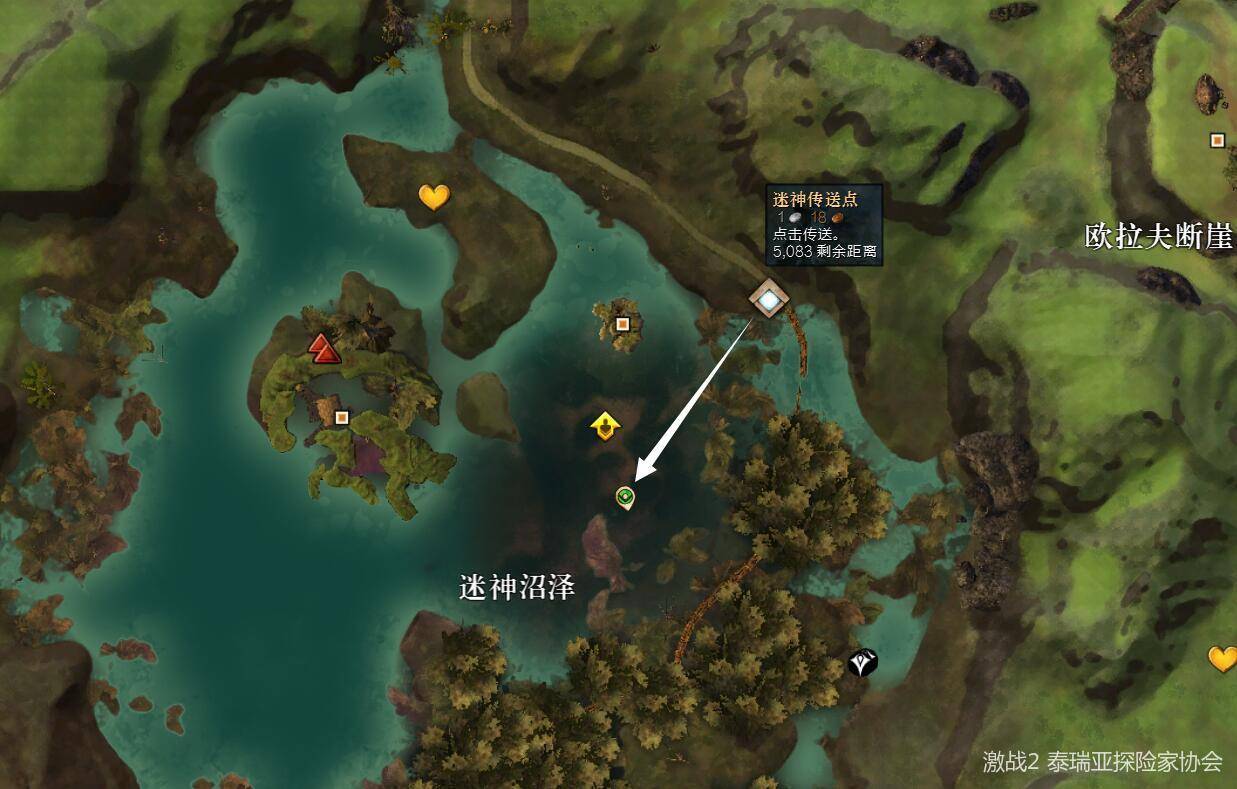 迷神传送点
1 18
点击传送。
5,083 剩余距离
欧拉夫断崖
迷神沼泽
激战2 泰瑞亚探险家协会